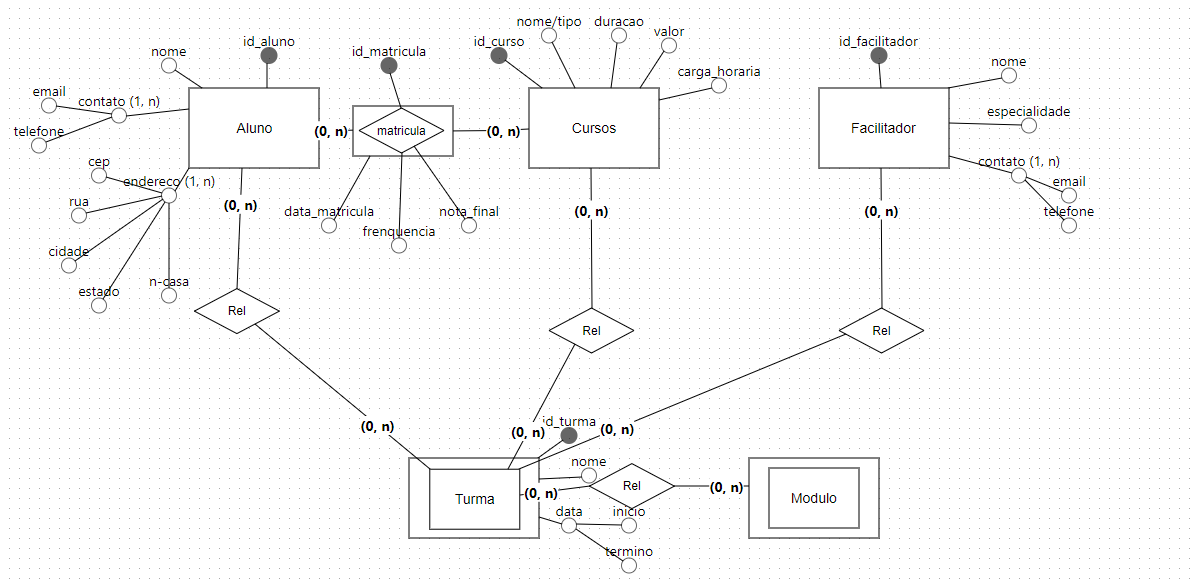 nome/tipo
duracao
valor
id_aluno
id_matricula
id_curso
id_facilitador
nome
carga_horaria
nome
email
contato (1, n)
telefone
Aluno
(0, n)
matricula
(0, n)
Cursos
Facilitador
especialidade
cep
endereco (1, n)
contato (1, n)
email
rua
(0, n)
data_matricula
nota_final
(0, n)
(0, n)
telefone
frenquencia
cidade
estado
n-casa
Rel
Rel
Rel
(0, n)
(0, n)
id_turma
(0, n)
nome
Turma
(0, n)
Rel
(0, n)
Modulo
data
inicio
termino